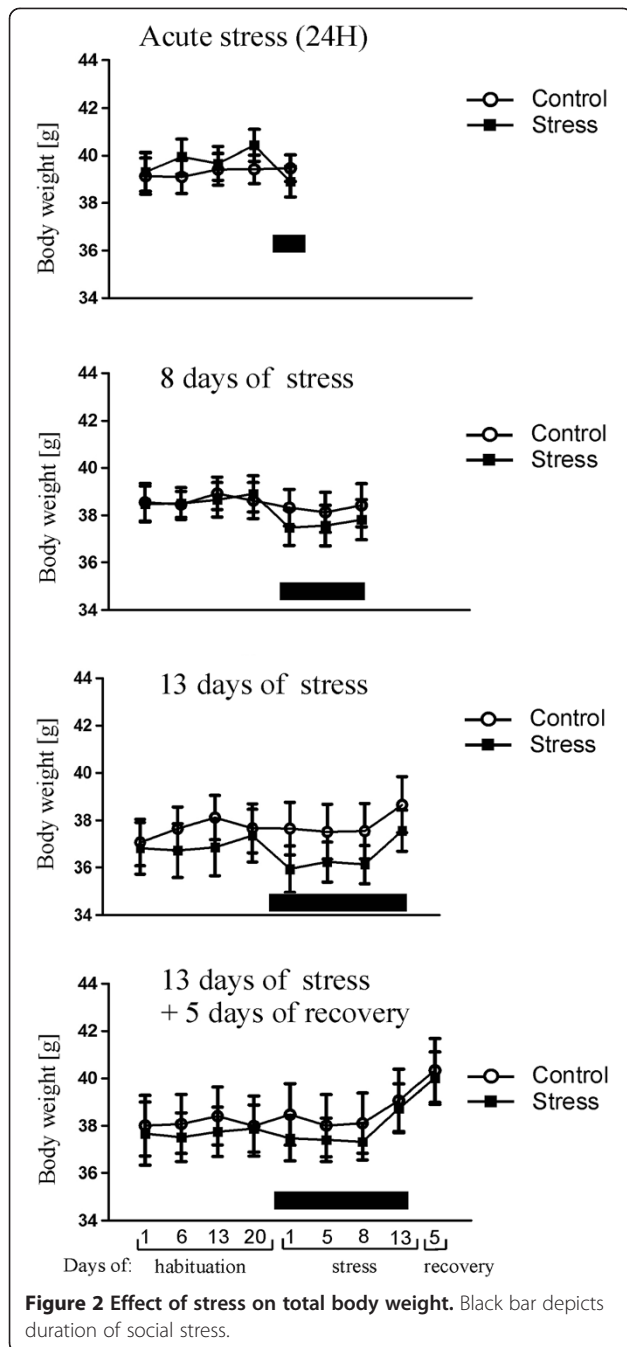 Acute stress (24H)
44
42
40
38
36
34
Body weight [g]
Control
Stress
8 days of stress
44
42
40
38
36
34
Body weight [g]
Control
Stress
13 days of stress
44
42
40
38
36
34
Body weight [g]
Control
Stress
13 days of stress
+ 5 days of recovery
44
42
40
38
36
34
Body weight [g]
Control
Stress
1 6 13 20 1 5 8 13 5
Days of: habituation stress recovery
Figure 2 Effect of stress on total body weight. Black bar depicts
duration of social stress.